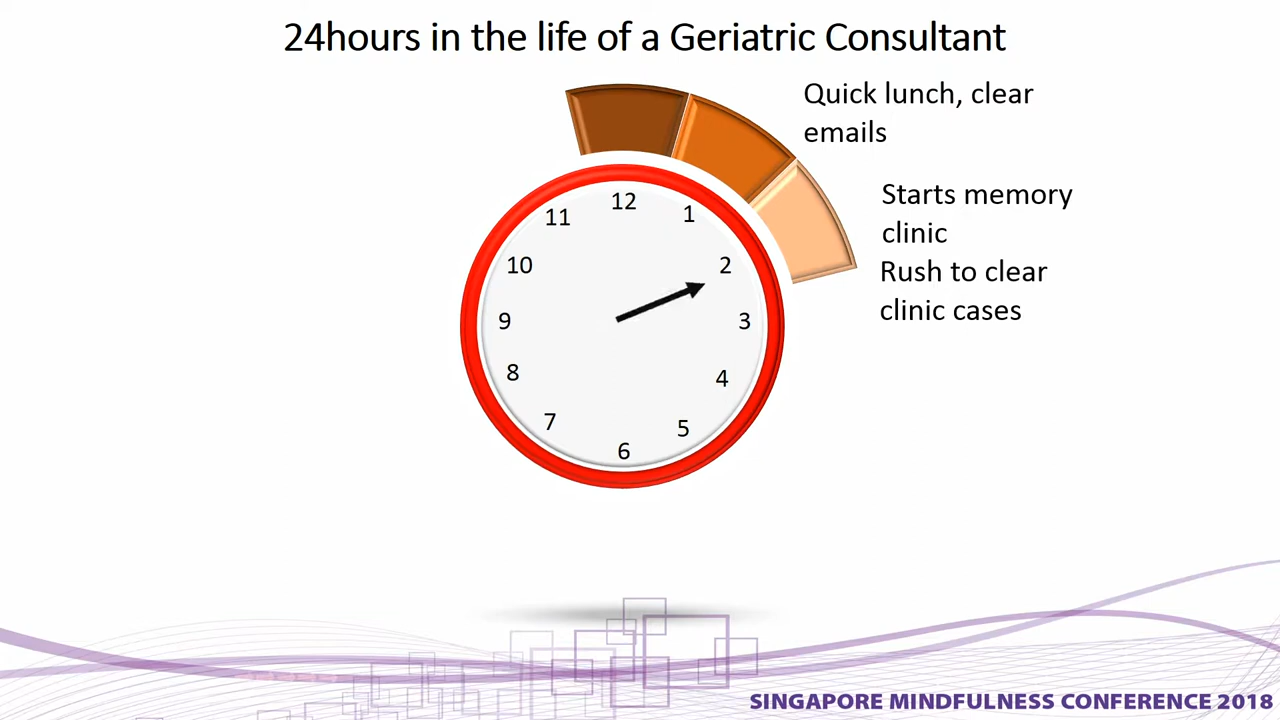 24hours in the life of a Geriatric Consultant
Quick lunch, clear
emails
Starts memory
clinic
Rush to clear
clinic cases
12
1
2
3
4
5
6
7
8
9
10
11
SINGAPORE MINDFULNESS CONFERENCE 2018